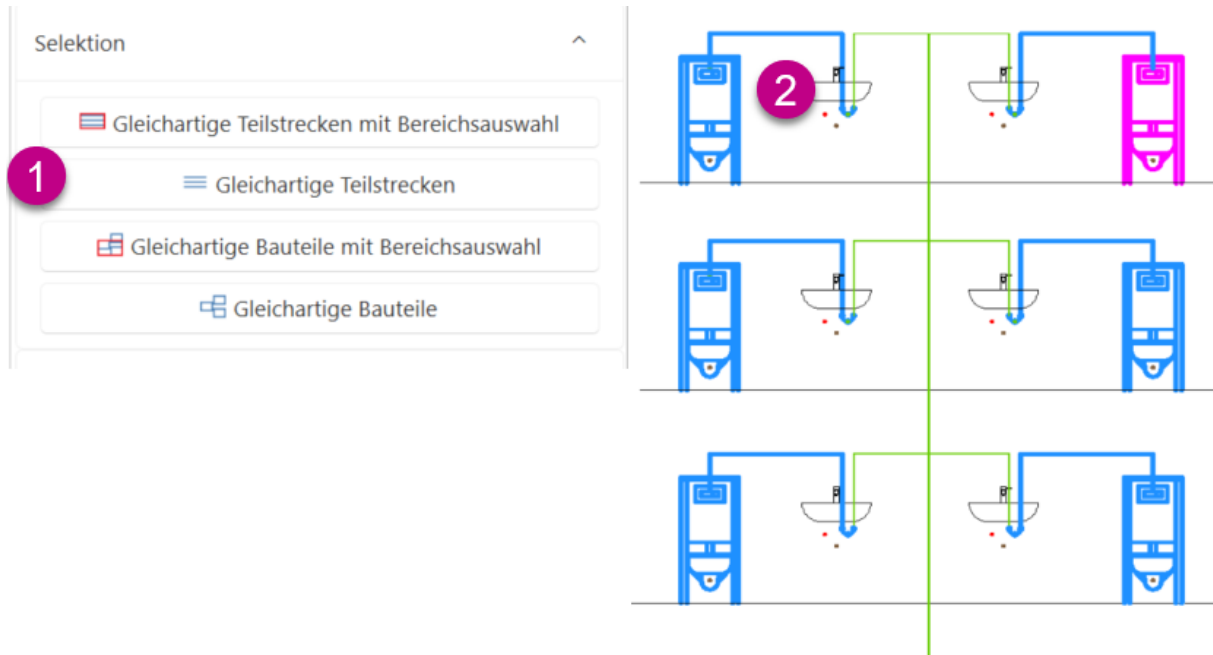 Selektion
Gleichartige Teilstrecken mit Bereichsauswahl
1
Gleichartige Teilstrecken
Gleichartige Bauteile mit Bereichsauswahl
Gleichartige Bauteile
2